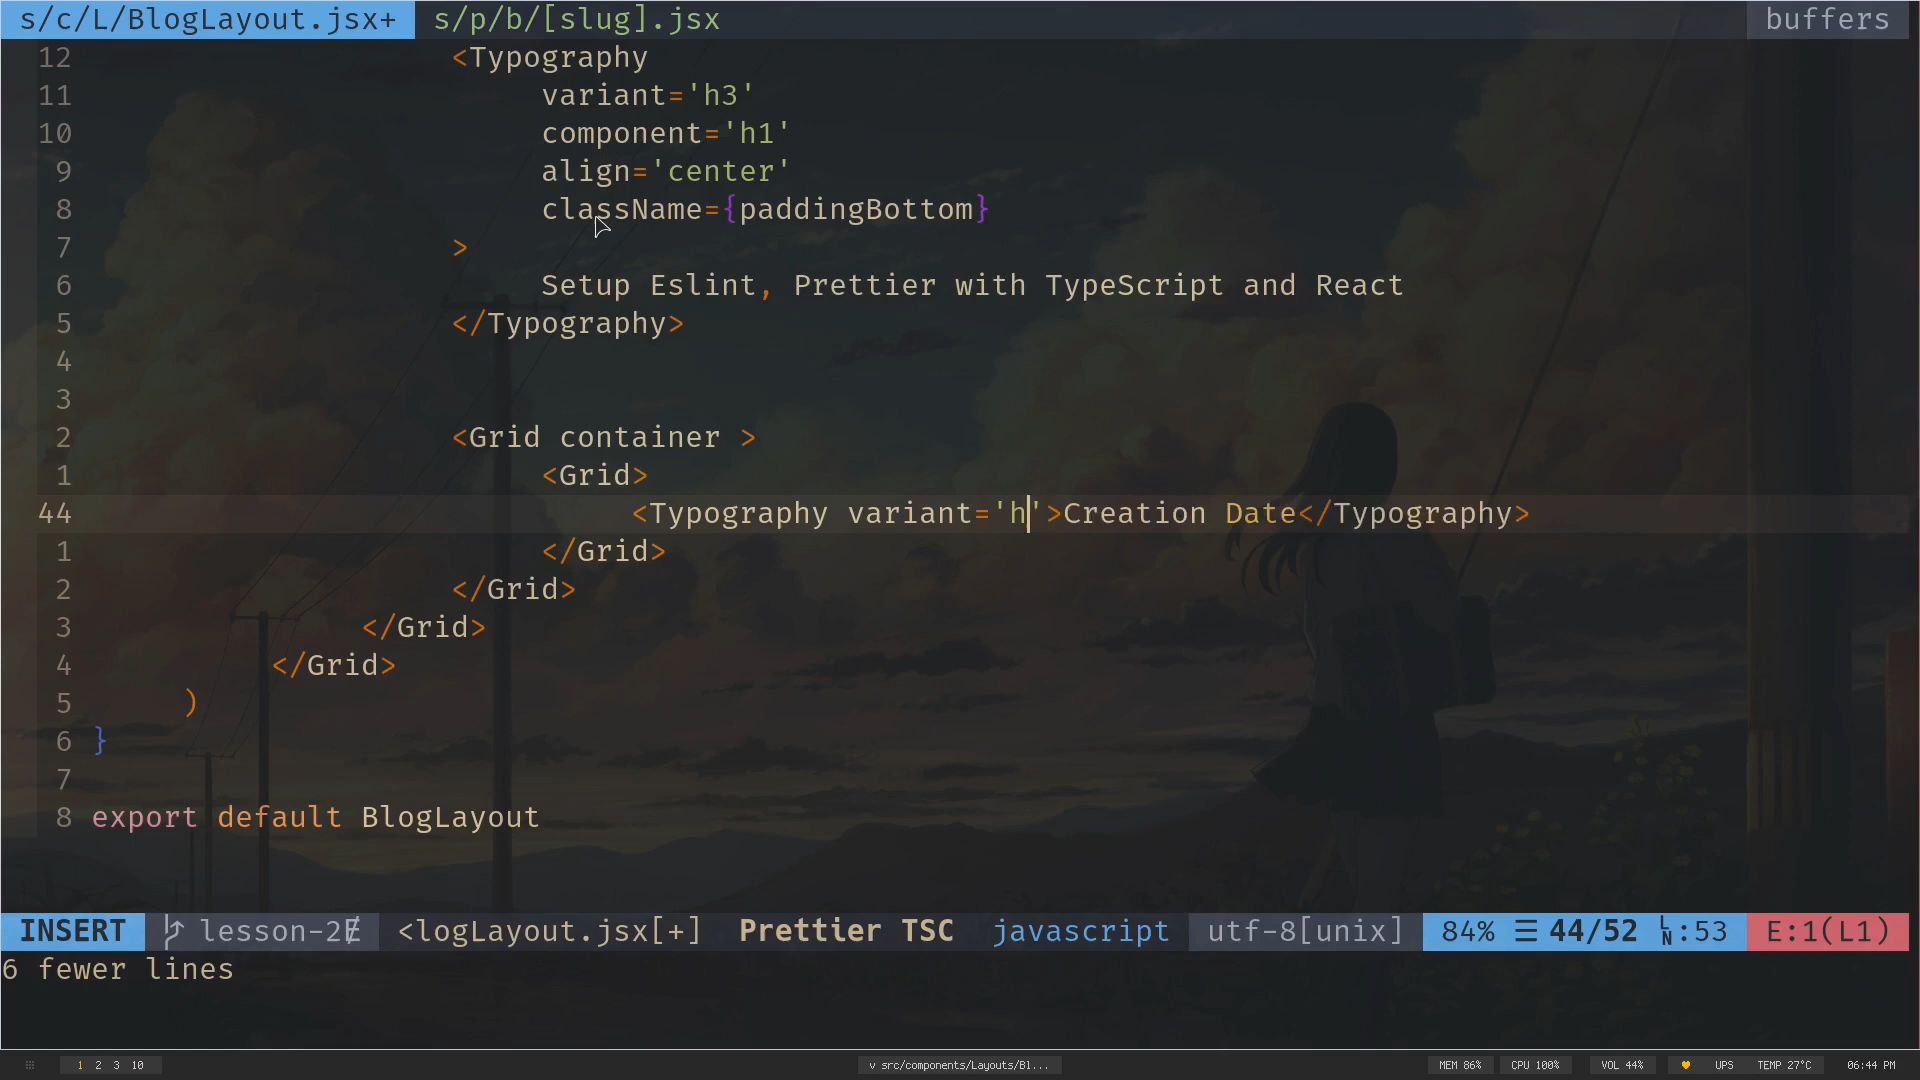 s/c/L/BlogLayout.jsx+ s/p/b/[slug].jsx buffers
12 <Typography
11 variant='h3'
10 component='h1'
9 align='center'
8 className={paddingBottom}
7 >
6 Setup Eslint, Prettier with TypeScript and React
5 </Typography>
4
3
2 <Grid container >
1 <Grid>
44 <Typography variant='h'>Creation Date</Typography>
1 </Grid>
2 </Grid>
3 </Grid>
4 </Grid>
5 )
6 }
7
8 export default BlogLayout
INSERT lesson-2 <logLayout.jsx[+] Prettier TSC javascript utf-8[unix] 84% ☰ 44/52 LN:53 E:1(L1)
6 fewer lines
1 2 3 10 v src/components/Layouts/Bl... MEM 86% CPU 100% VOL 44% UPS TEMP 27°C 06:44 PM